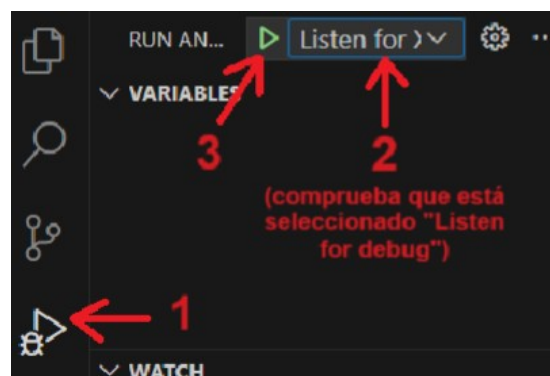 RUN AN... Listen for X
VARIABLES
3 2
(comprueba que está
seleccionado "Listen
for debug")
1
WATCH